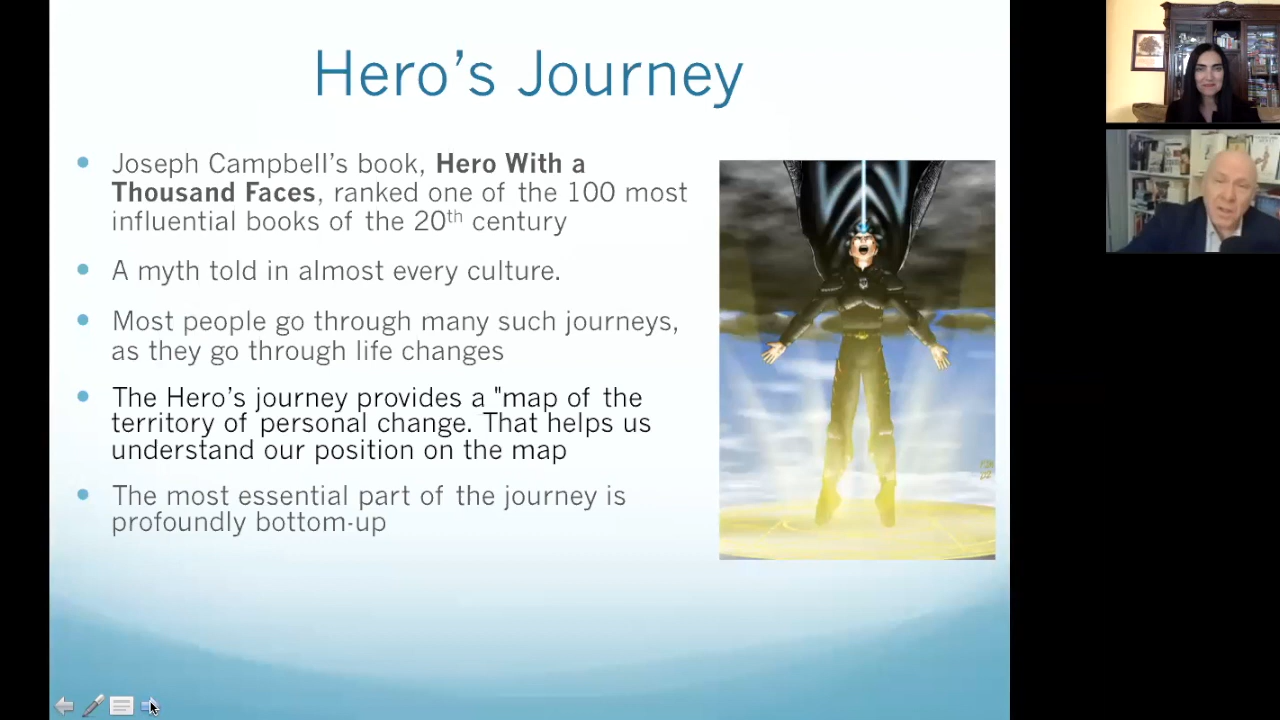 Hero’s Journey
Joseph Campbell’s book, Hero With a
Thousand Faces, ranked one of the 100 most
influential books of the 20th century
A myth told in almost every culture.
Most people go through many such journeys,
as they go through life changes
The Hero’s journey provides a "map of the
territory of personal change. That helps us
understand our position on the map
The most essential part of the journey is
profoundly bottom-up